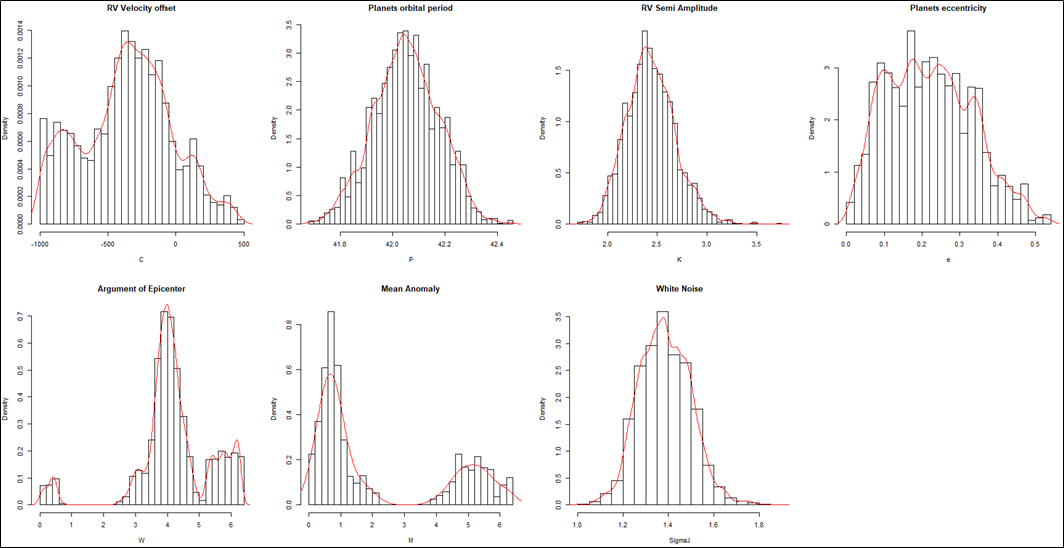 RV Velocity offset
Density
0.0000 0.0002 0.0004 0.0006 0.0008 0.0010 0.0012 0.0014
-1000 -500 0 500
C
Planets orbital period
Density
0.0 0.5 1.0 1.5 2.0 2.5 3.0 3.5
41.8 42.0 42.2 42.4
P
RV Semi Amplitude
Density
0.0 0.5 1.0 1.5
2.0 2.5 3.0 3.5
K
Planets eccentricity
Density
0 1 2 3
0.0 0.1 0.2 0.3 0.4 0.5
e
Argument of Epicenter
Density
0.0 0.1 0.2 0.3 0.4 0.5 0.6 0.7
0 1 2 3 4 5 6
W
Mean Anomaly
Density
0.0 0.2 0.4 0.6 0.8
0 1 2 3 4 5 6
M
White Noise
Density
0.0 0.5 1.0 1.5 2.0 2.5 3.0 3.5
1.0 1.2 1.4 1.6 1.8
SigmaJ